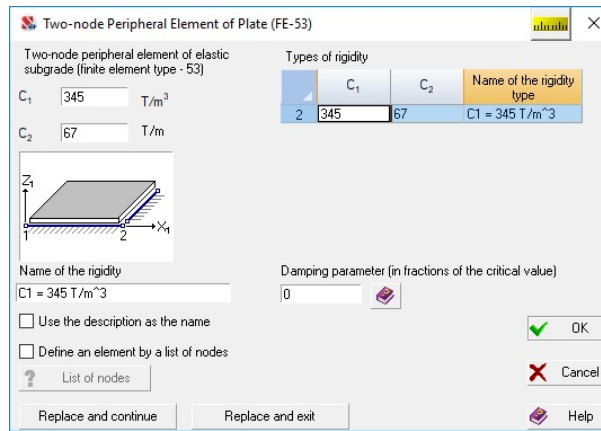 Two-node Peripheral Element of Plate (FE-53)
Two-node peripheral element of elastic
subgrade (finite element type - 53)
C₁ 345 T/m³
C₂ 67 T/m
Z₁
1 2 X₁
Name of the rigidity
C1 = 345 T/m^3
Use the description as the name
Define an element by a list of nodes
? List of nodes
Replace and continue
Replace and exit
Types of rigidity
C₁ C₂ Name of the rigidity
type
2 345 67 C1 = 345 T/m^3
Damping parameter (in fractions of the critical value)
0
OK
Cancel
Help